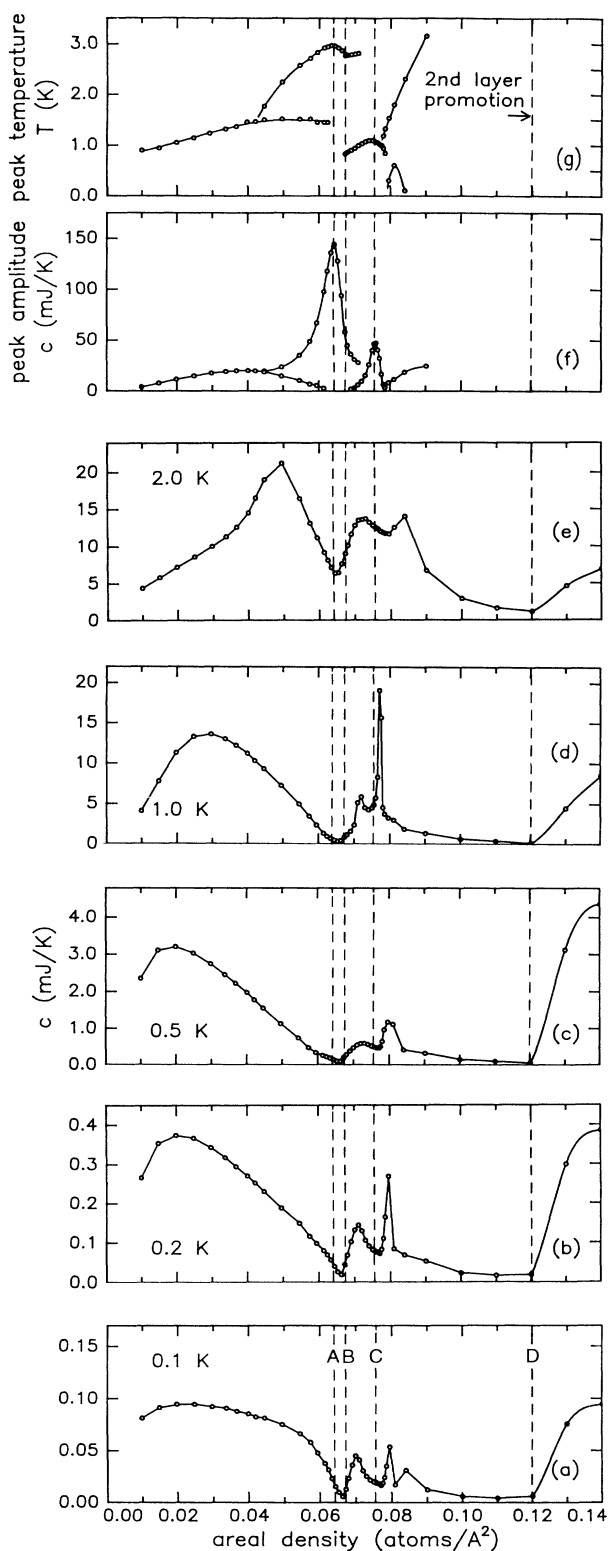 peak temperature
T (K)
3.0
2.0
1.0
0.0
2nd layer
promotion
(g)
peak amplitude
c (mJ/K)
150
100
50
0
(f)
2.0 K
20
15
10
5
0
(e)
20
15
10
5
0
1.0 K
(d)
c (mJ/K)
4.0
3.0
2.0
1.0
0.0
0.5 K
(c)
0.4
0.3
0.2
0.1
0.0
0.2 K
(b)
0.15
0.10
0.05
0.00
0.1 K
A B C D
(a)
0.00 0.02 0.04 0.06 0.08 0.10 0.12 0.14
areal density (atoms/A²)